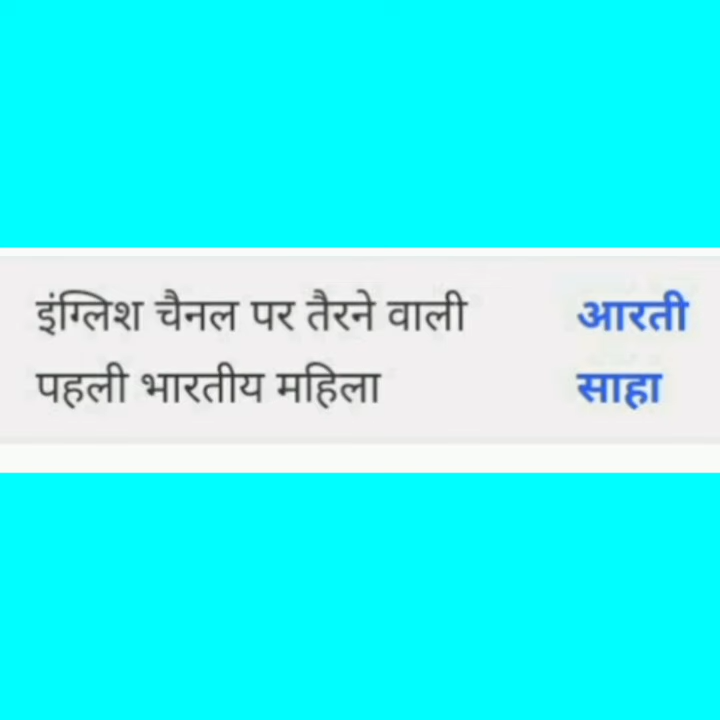 इंग्लिश चैनल पर तैरने वाली आरती
पहली भारतीय महिला साहा